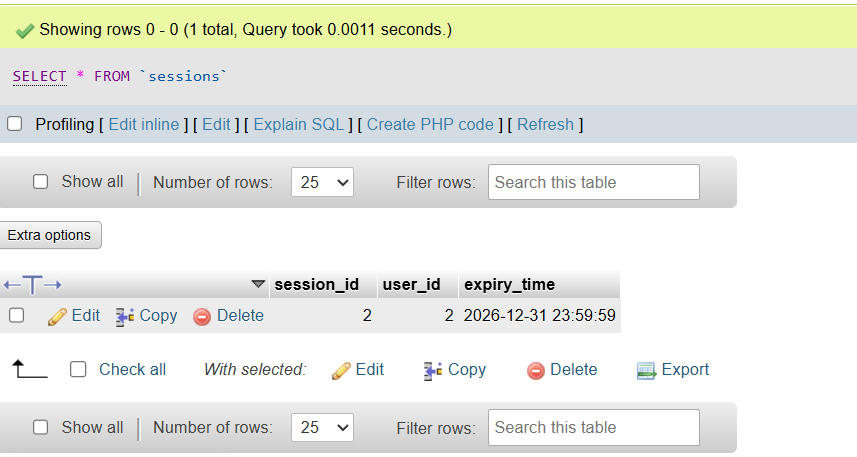 Showing rows 0 - 0 (1 total, Query took 0.0011 seconds.)
SELECT * FROM `sessions`
Profiling [ Edit inline ] [ Edit ] [ Explain SQL ] [ Create PHP code ] [ Refresh ]
Show all Number of rows: 25 Filter rows: Search this table
Extra options
session_id user_id expiry_time
Edit Copy Delete 2 2 2026-12-31 23:59:59
Check all With selected: Edit Copy Delete Export
Show all Number of rows: 25 Filter rows: Search this table